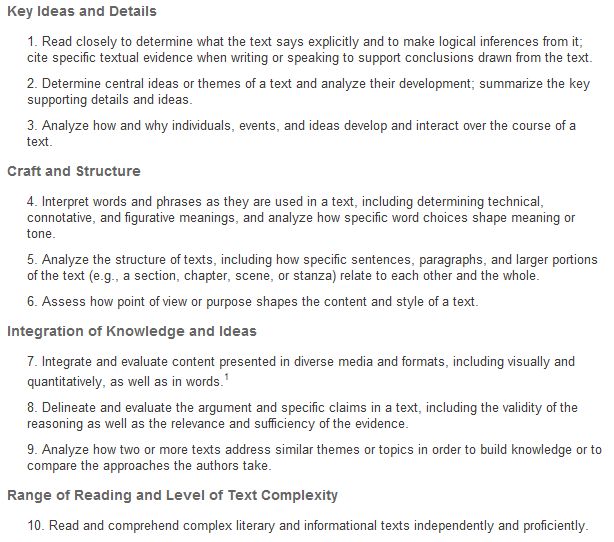 Key Ideas and Details
1. Read closely to determine what the text says explicitly and to make logical inferences from it;
cite specific textual evidence when writing or speaking to support conclusions drawn from the text.
2. Determine central ideas or themes of a text and analyze their development; summarize the key
supporting details and ideas.
3. Analyze how and why individuals, events, and ideas develop and interact over the course of a
text.
Craft and Structure
4. Interpret words and phrases as they are used in a text, including determining technical,
connotative, and figurative meanings, and analyze how specific word choices shape meaning or
tone.
5. Analyze the structure of texts, including how specific sentences, paragraphs, and larger portions
of the text (e.g., a section, chapter, scene, or stanza) relate to each other and the whole.
6. Assess how point of view or purpose shapes the content and style of a text.
Integration of Knowledge and Ideas
7. Integrate and evaluate content presented in diverse media and formats, including visually and
quantitatively, as well as in words.1
8. Delineate and evaluate the argument and specific claims in a text, including the validity of the
reasoning as well as the relevance and sufficiency of the evidence.
9. Analyze how two or more texts address similar themes or topics in order to build knowledge or to
compare the approaches the authors take.
Range of Reading and Level of Text Complexity
10. Read and comprehend complex literary and informational texts independently and proficiently.